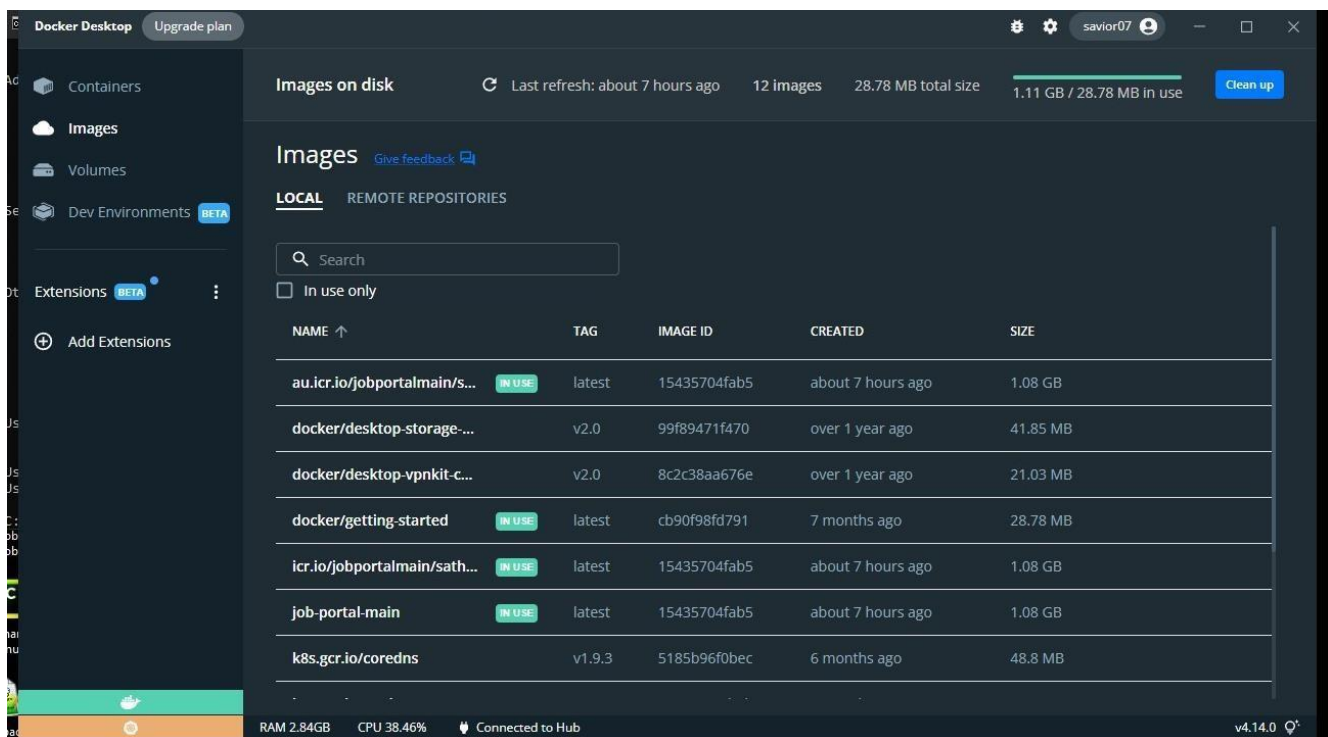 Docker Desktop Upgrade plan savior07
Containers
Images
Volumes
Dev Environments BETA
Extensions BETA
Add Extensions
Images on disk Last refresh: about 7 hours ago 12 images 28.78 MB total size 1.11 GB / 28.78 MB in use Clean up
Images Give feedback
LOCAL REMOTE REPOSITORIES
Search
In use only
NAME TAG IMAGE ID CREATED SIZE
au.icr.io/jobportalmain/s... IN USE latest 15435704fab5 about 7 hours ago 1.08 GB
docker/desktop-storage-... v2.0 99f89471f470 over 1 year ago 41.85 MB
docker/desktop-vpnkit-c... v2.0 8c2c38aa676e over 1 year ago 21.03 MB
docker/getting-started IN USE latest cb90f98fd791 7 months ago 28.78 MB
icr.io/jobportalmain/sath... IN USE latest 15435704fab5 about 7 hours ago 1.08 GB
job-portal-main IN USE latest 15435704fab5 about 7 hours ago 1.08 GB
k8s.gcr.io/coredns v1.9.3 5185b96f0bec 6 months ago 48.8 MB
RAM 2.84GB CPU 38.46% Connected to Hub v4.14.0